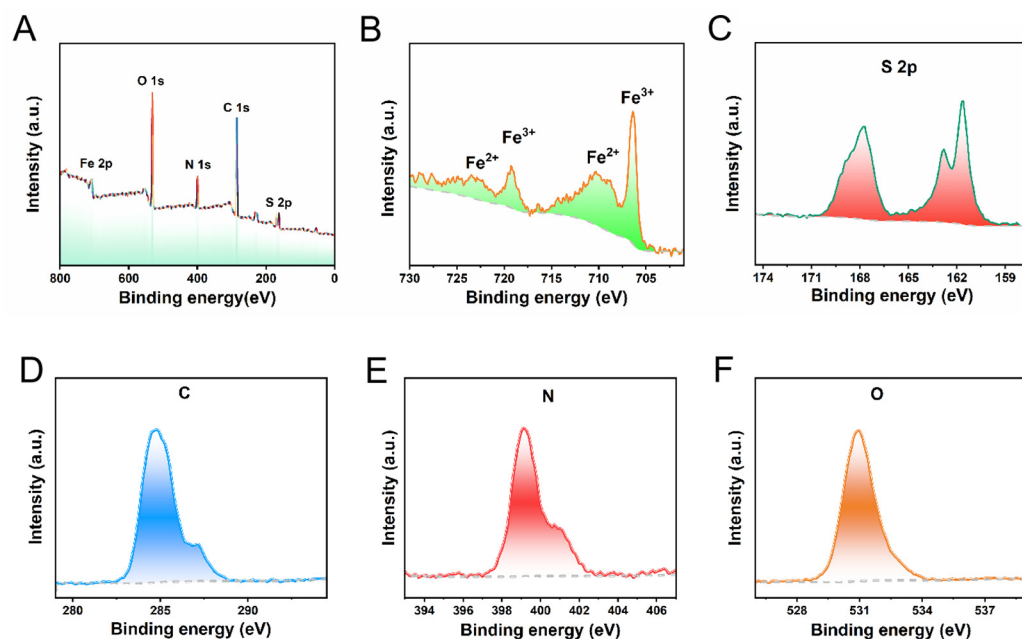 A
Intensity (a.u.)
Fe 2p
O 1s
N 1s
C 1s
S 2p
800 600 400 200 0
Binding energy(eV)
B
Intensity (a.u.)
Fe2+
Fe3+
Fe2+
Fe3+
730 725 720 715 710 705
Binding energy (eV)
C
S 2p
Intensity (a.u.)
174 171 168 165 162 159
Binding energy (eV)
D
C
Intensity (a.u.)
280 285 290
Binding energy (eV)
E
N
Intensity (a.u.)
394 396 398 400 402 404 406
Binding energy (eV)
F
O
Intensity (a.u.)
528 531 534 537
Binding energy (eV)